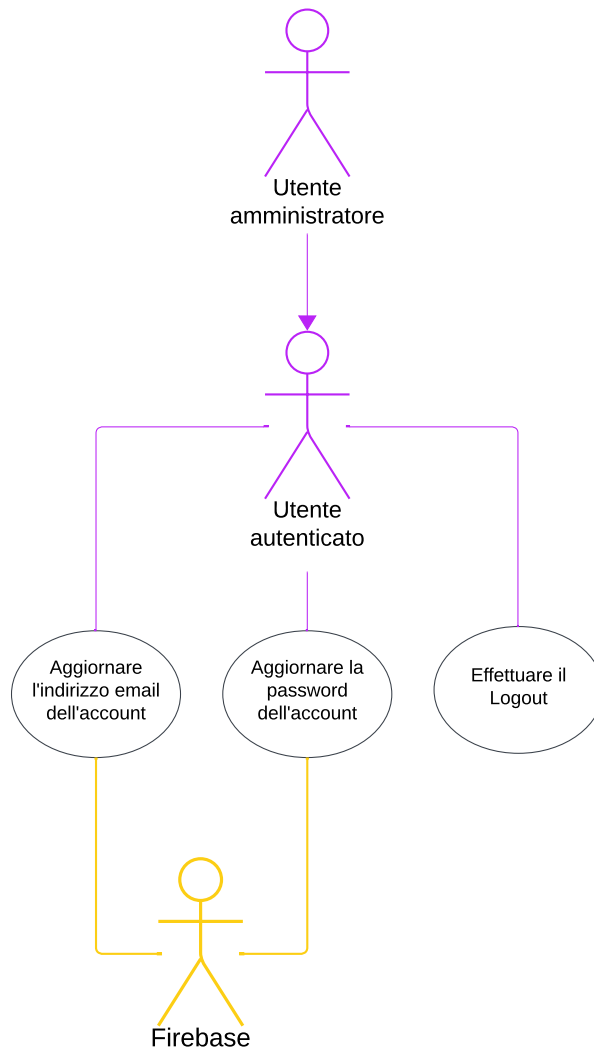 Utente
amministratore
Utente
autenticato
Aggiornare
l'indirizzo email
dell'account
Aggiornare la
password
dell'account
Effettuare il
Logout
Firebase